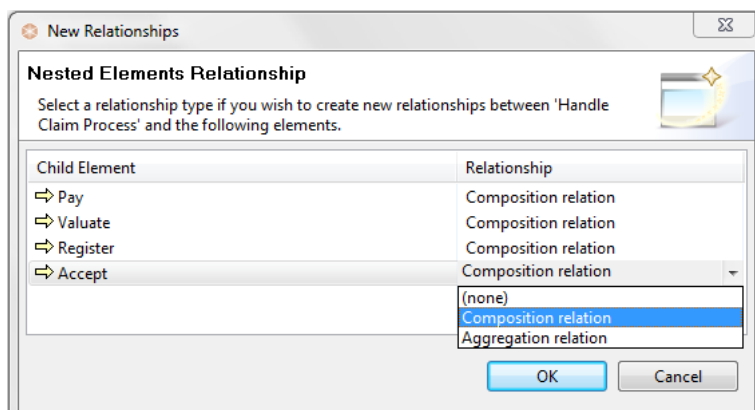 New Relationships
Nested Elements Relationship
Select a relationship type if you wish to create new relationships between 'Handle
Claim Process' and the following elements.
Child Element Relationship
Pay Composition relation
Valuate Composition relation
Register Composition relation
Accept Composition relation
(none)
Composition relation
Aggregation relation
OK Cancel